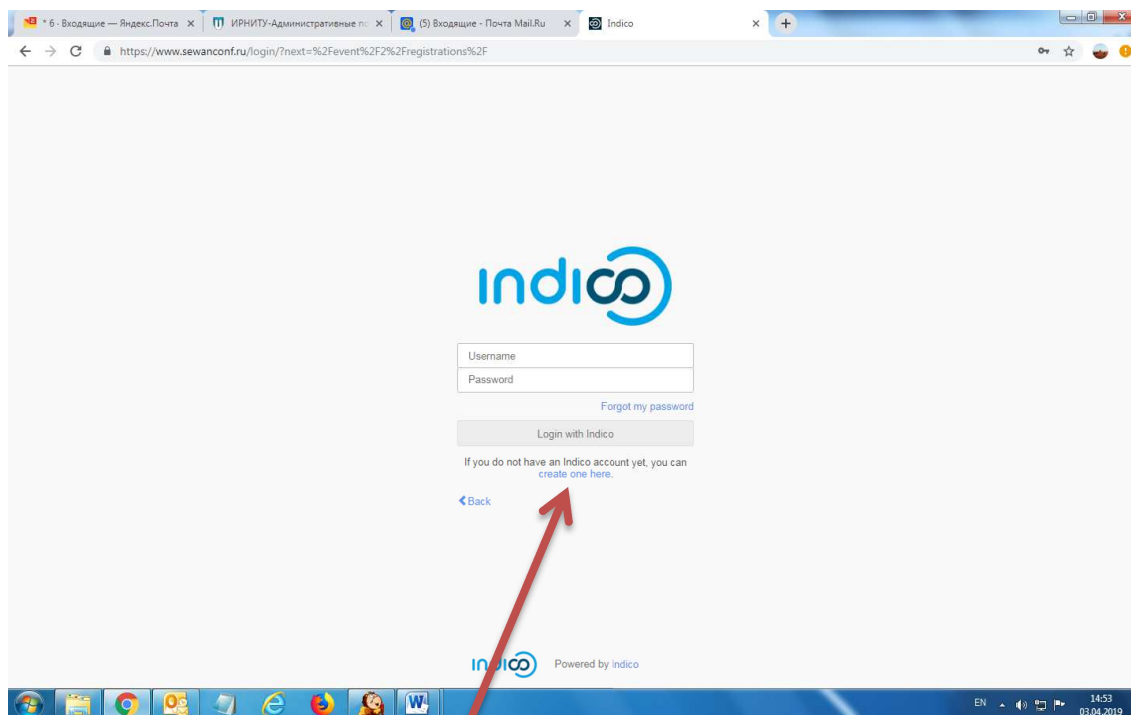 * 6 · Входящие — Яндекс.Почта
ИРНИТУ-Административные по
(5) Входящие - Почта Mail.Ru
Indico
https://www.sewanconf.ru/login/?next=%2Fevent%2F2%2Fregistrations%2F
indico
Username
Password
Forgot my password
Login with Indico
If you do not have an Indico account yet, you can
create one here.
Back
indico
Powered by Indico
EN
14:53
03.04.2019